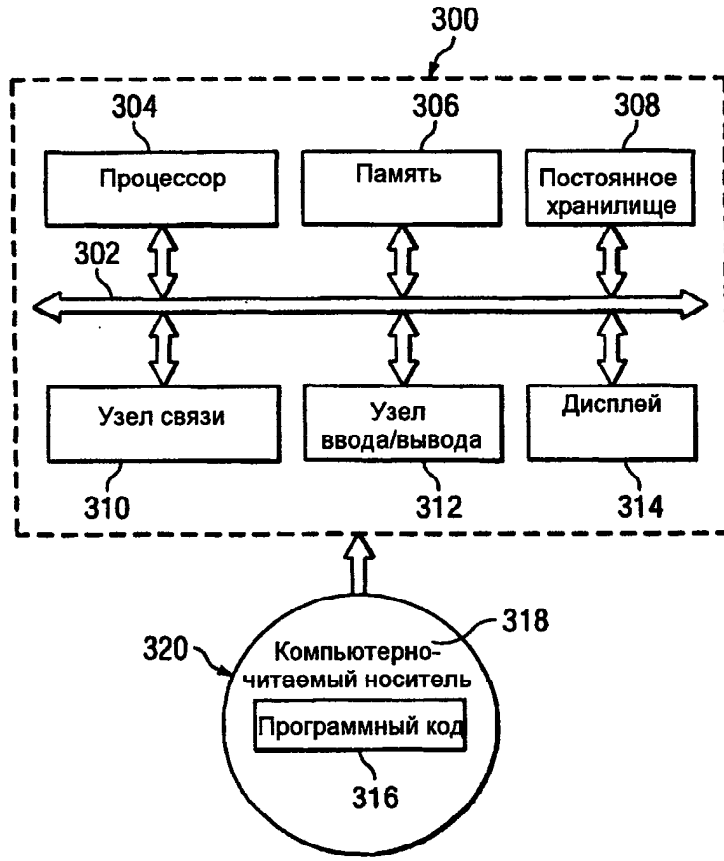 300
304
306
308
Процессор
Память
Постоянное
хранилище
302
Узел связи
Узел
ввода/вывода
Дисплей
310
312
314
318
320
Компьютерно-
читаемый носитель
Программный код
316